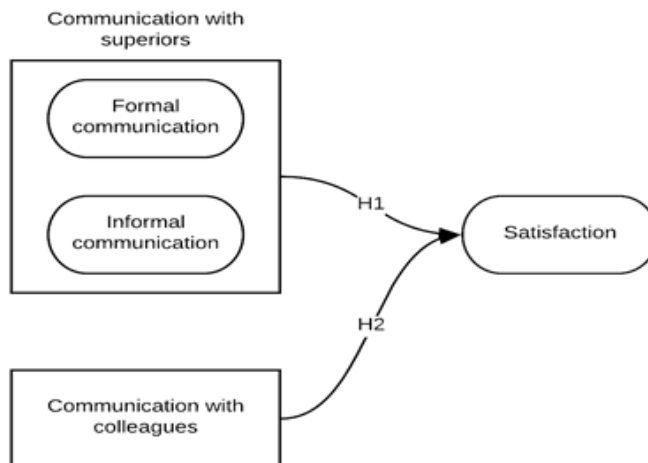 Communication with
superiors
Formal
communication
Informal
communication
H1
Satisfaction
H2
Communication with
colleagues